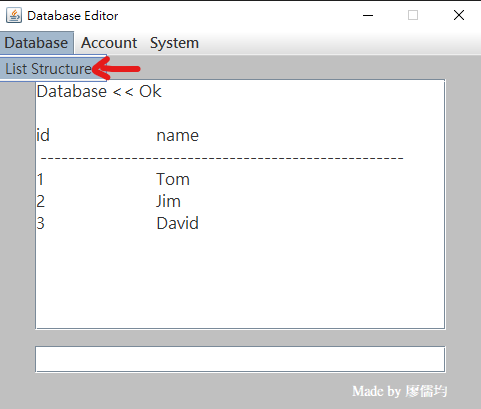 Database Editor
Database Account System
List Structure
Database << Ok
id name
----------------------------------------------------
1 Tom
2 Jim
3 David
Made by 廖儒均